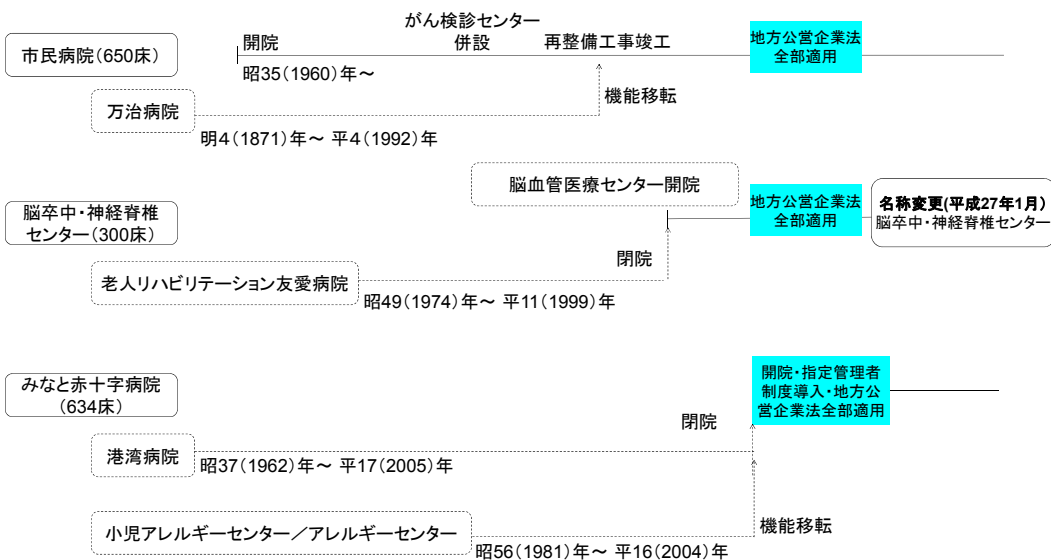 がん検診センター
併設
市民病院(650床)
開院
再整備工事竣工
地方公営企業法
全部適用
昭35(1960)年～
万治病院
機能移転
明4(1871)年～ 平4(1992)年
脳血管医療センター開院
脳卒中・神経脊椎
センター(300床)
地方公営企業法
全部適用
名称変更(平成27年1月)
脳卒中・神経脊椎センター
閉院
老人リハビリテーション友愛病院
昭49(1974)年～ 平11(1999)年
みなと赤十字病院
(634床)
開院・指定管理者
制度導入・地方公
営企業法全部適用
閉院
港湾病院
昭37(1962)年～ 平17(2005)年
小児アレルギーセンター／アレルギーセンター
機能移転
昭56(1981)年～ 平16(2004)年